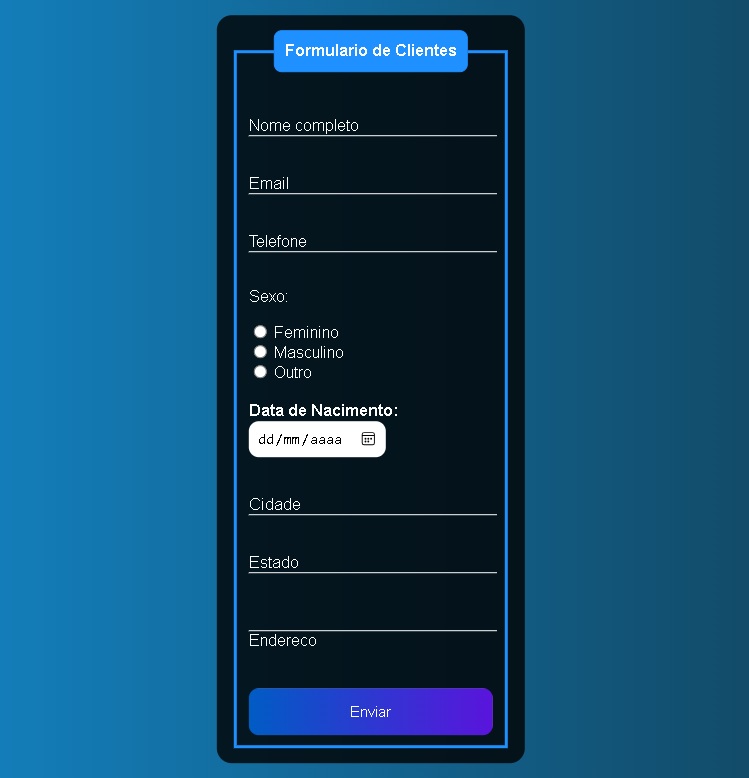 Formulario de Clientes
Nome completo
Email
Telefone
Sexo:
Feminino
Masculino
Outro
Data de Nacimento:
dd/mm/aaaa
Cidade
Estado
Endereco
Enviar